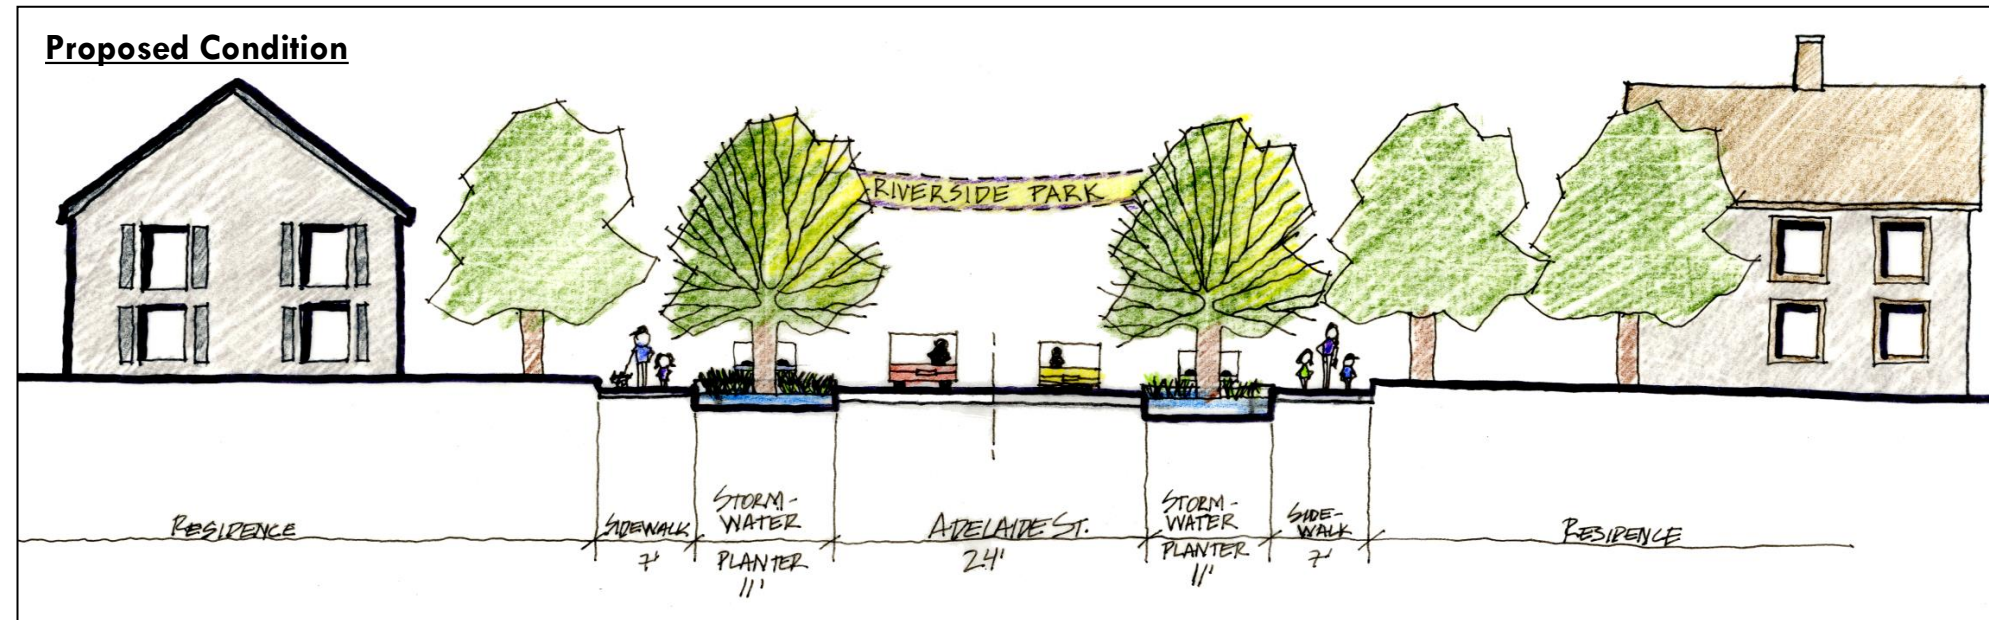 Proposed Condition
RIVERSIDE PARK
RESIDENCE
SIDEWALK
7'
STORM-
WATER
PLANTER
11'
ADELAIDE ST.
24'
STORM-
WATER
PLANTER
11'
SIDE-
WALK
7'
RESIDENCE